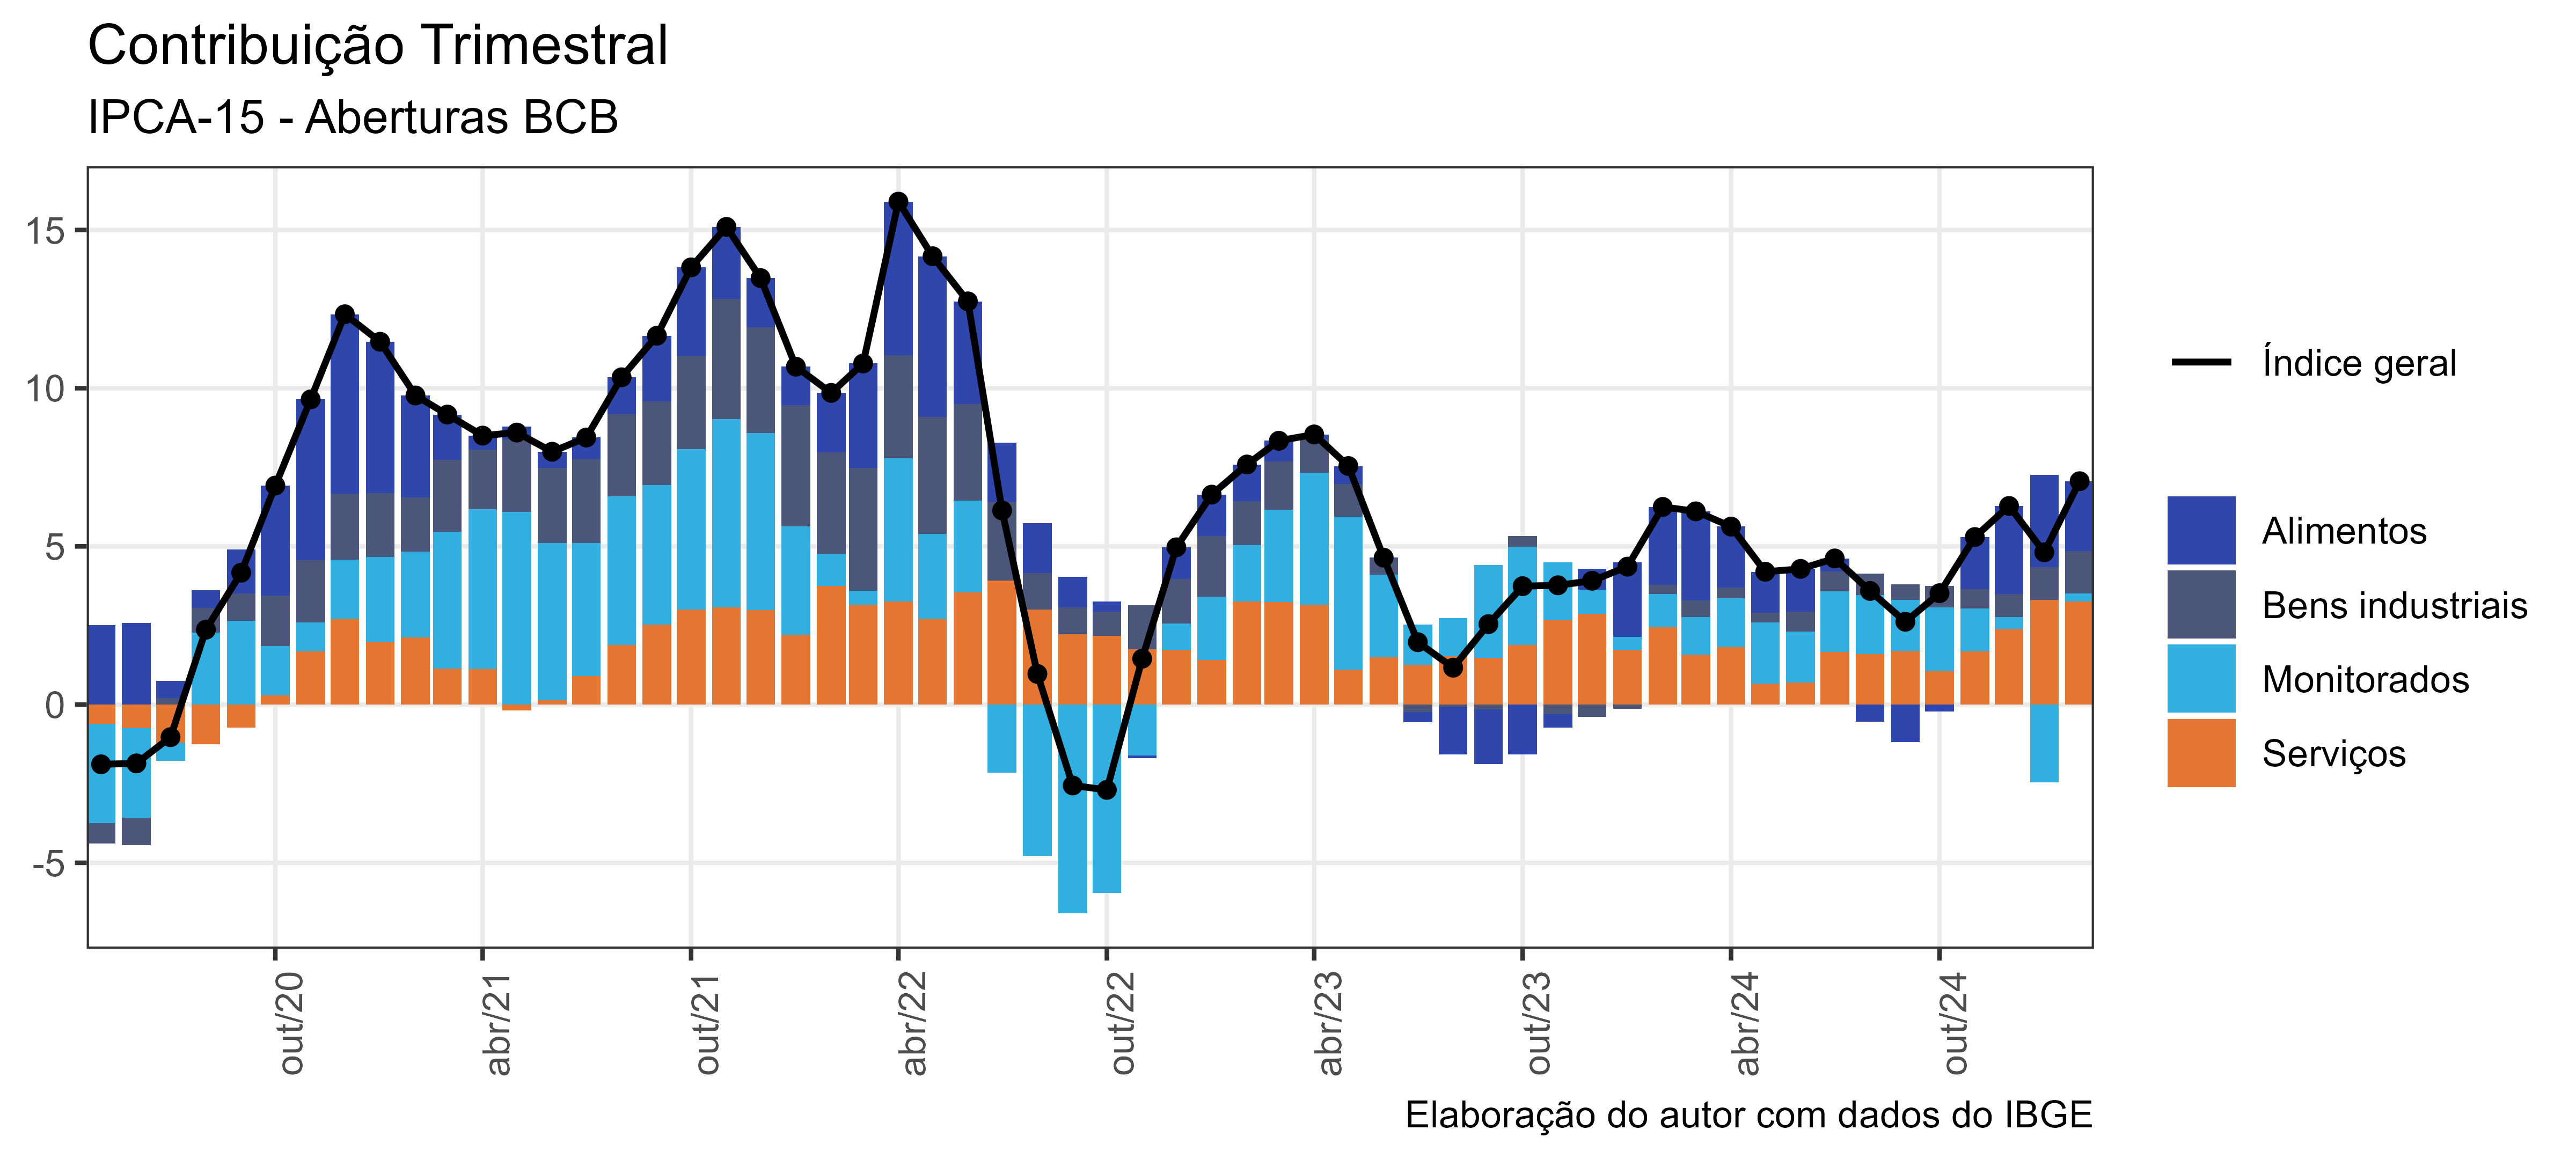 Contribuição Trimestral
IPCA-15 - Aberturas BCB
15
10
5
0
-5
out/20
abr/21
out/21
abr/22
out/22
abr/23
out/23
abr/24
out/24
Índice geral
Alimentos
Bens industriais
Monitorados
Serviços
Elaboração do autor com dados do IBGE